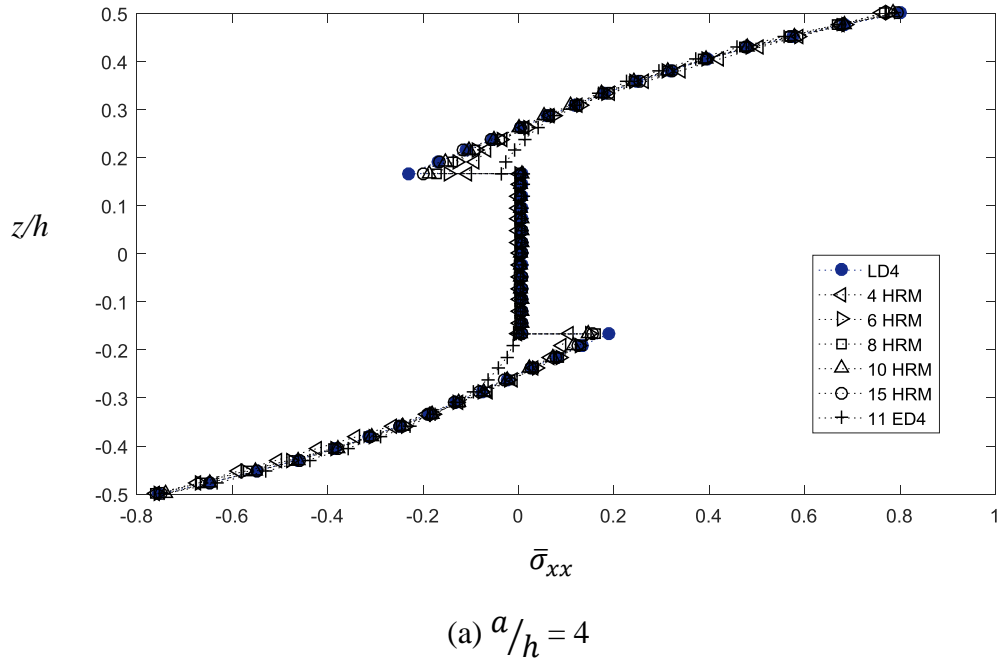 0.5
0.4
0.3
0.2
0.1
0
-0.1
-0.2
-0.3
-0.4
-0.5
z/h
LD4
4 HRM
6 HRM
8 HRM
10 HRM
15 HRM
11 ED4
-0.8 -0.6 -0.4 -0.2 0 0.2 0.4 0.6 0.8 1
σ̄xx
(a) a/h = 4